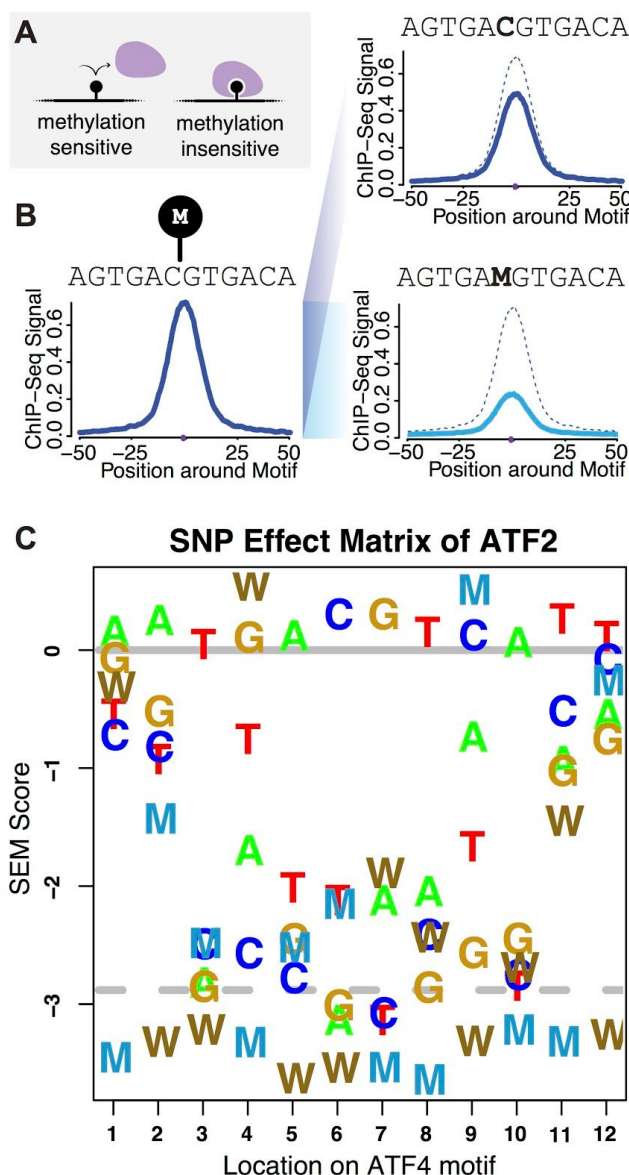 A
methylation sensitive
methylation insensitive
AGTGACGTGACA
ChIP-Seq Signal
0.0 0.2 0.4 0.6
-50 -25 25 50
Position around Motif
B
M
AGTGACGTGACA
ChIP-Seq Signal
0.0 0.2 0.4 0.6
-50 -25 25 50
Position around Motif
AGTGAMGTGACA
ChIP-Seq Signal
0.0 0.2 0.4 0.6
-50 -25 25 50
Position around Motif
C
SNP Effect Matrix of ATF2
SEM Score
0
-1
-2
-3
A G W T C M
A G C T M W
T C M A G W
W G T A C M
A T G M C W
C T M G A W
G W A C T M
T A C W G M
M C A T G W
A G W C T M
T C A G W M
T C M A G W
1 2 3 4 5 6 7 8 9 10 11 12
Location on ATF4 motif